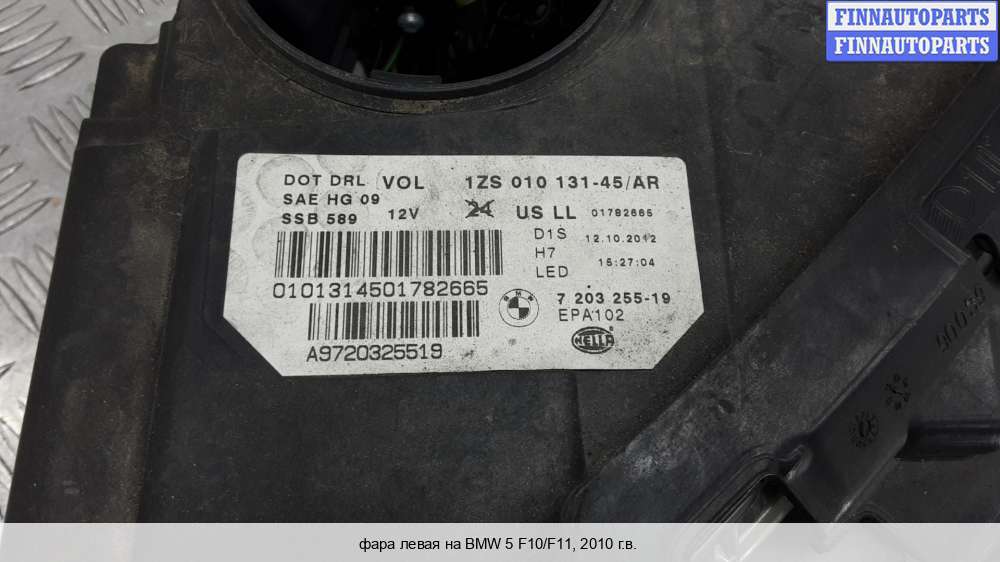 FINNAUTOPARTS
FINNAUTOPARTS
DOT DRL VOL 1ZS 010 131-45/AR
SAE HG 09
SSB 589 12V 24 US LL 01782665
D1S 12.10.2012
H7
LED 15:27:04
0101314501782665
BMW 7 203 255-19
EPA102
A9720325519
HELLA
фара левая на BMW 5 F10/F11, 2010 г.в.